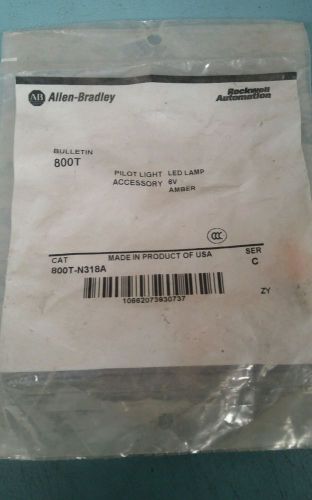 AB Allen-Bradley
Rockwell Automation
BULLETIN
800T
PILOT LIGHT LED LAMP
ACCESSORY 6V
AMBER
CCC
MADE IN PRODUCT OF USA
CAT
800T-N318A
SER
C
10662073930737
ZY